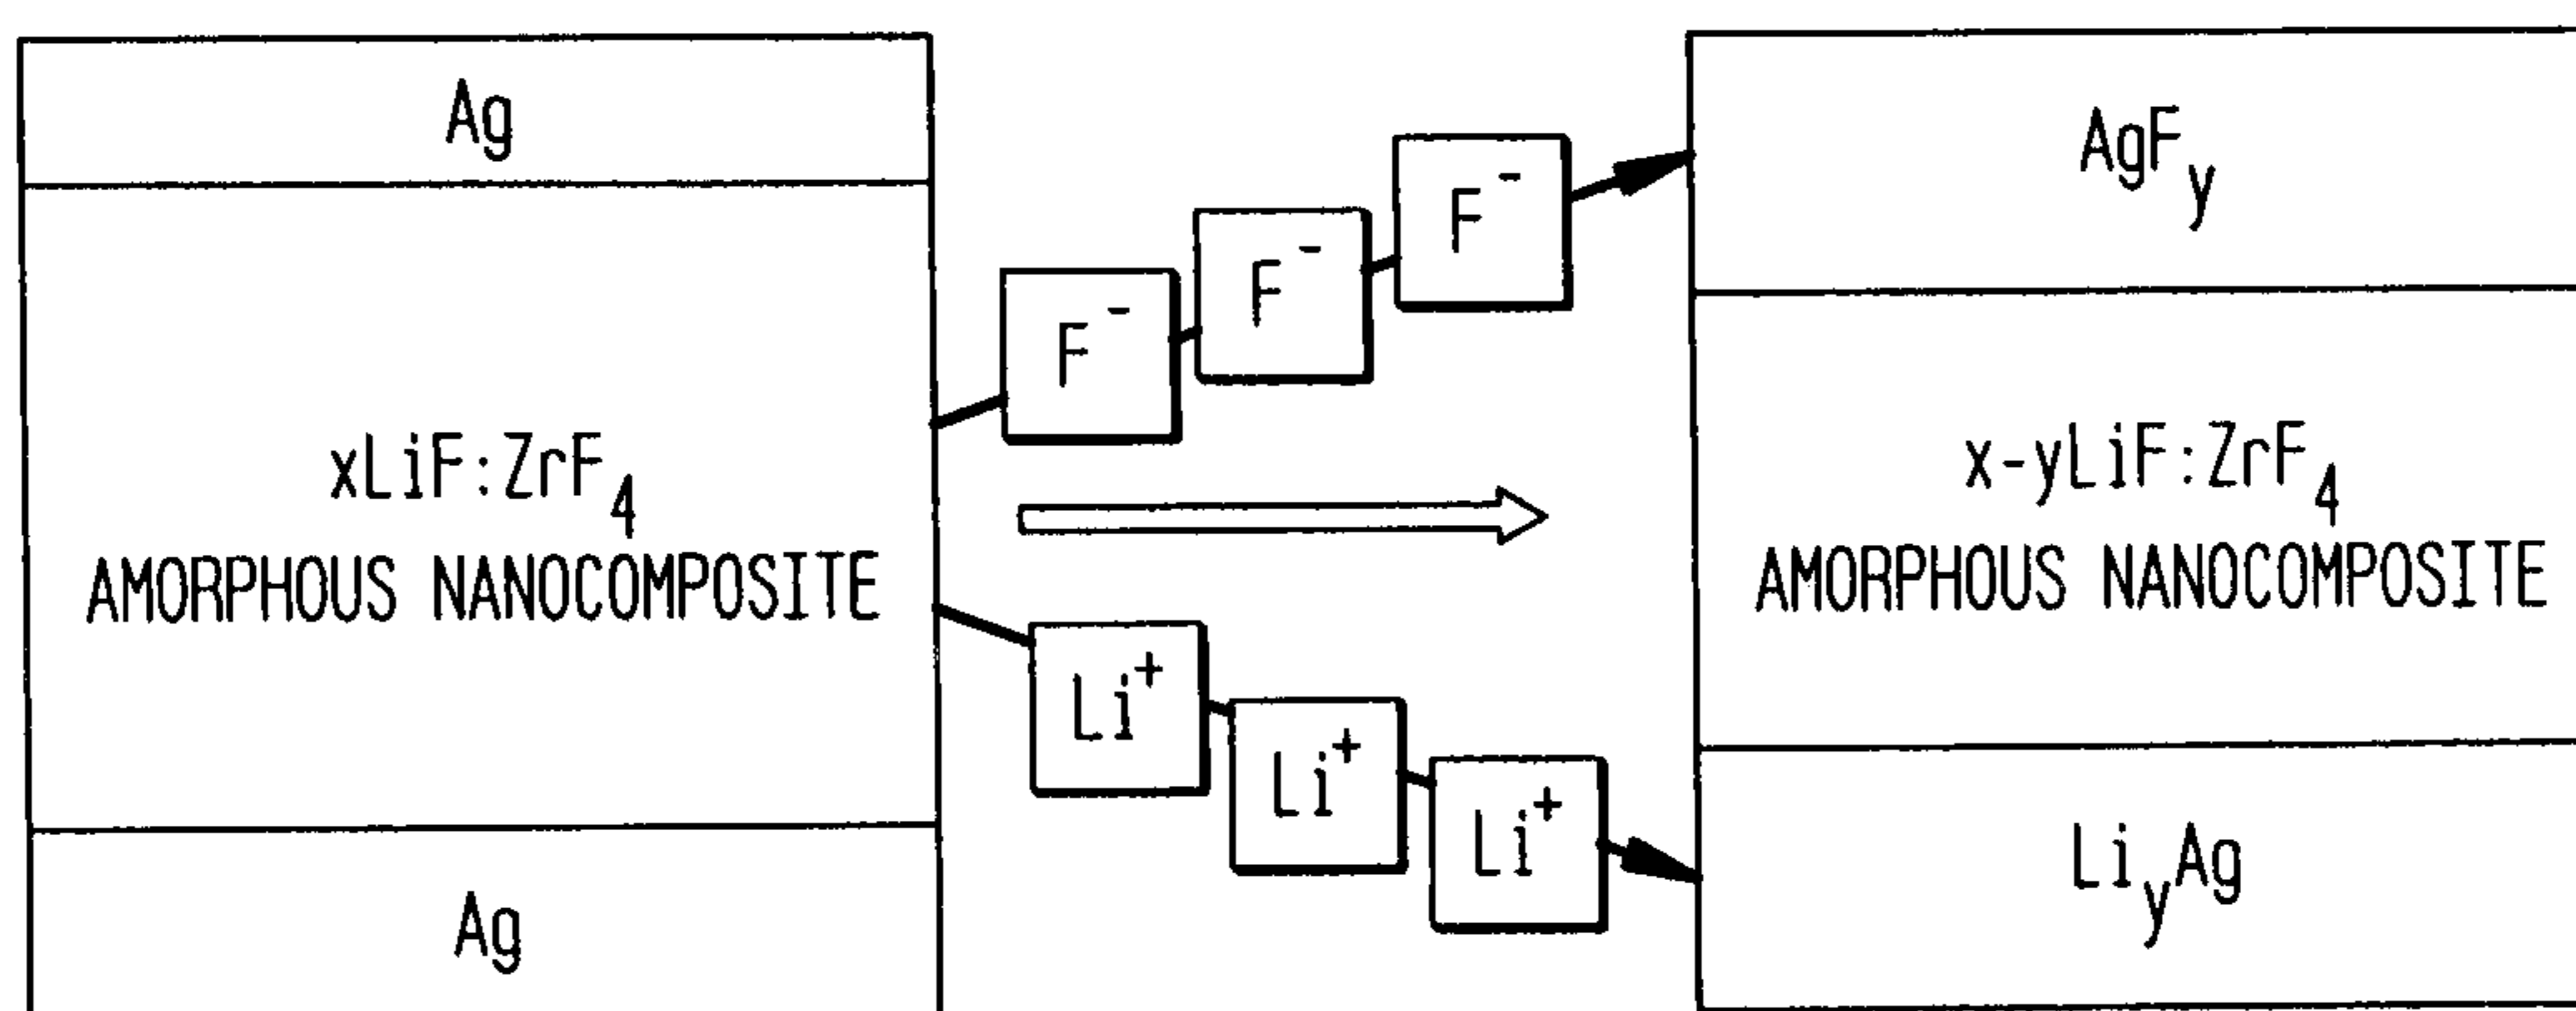 Ag
xLiF:ZrF4
AMORPHOUS NANOCOMPOSITE
Ag
F-
F-
F-
Li+
Li+
Li+
AgFy
x-yLiF:ZrF4
AMORPHOUS NANOCOMPOSITE
LiyAg